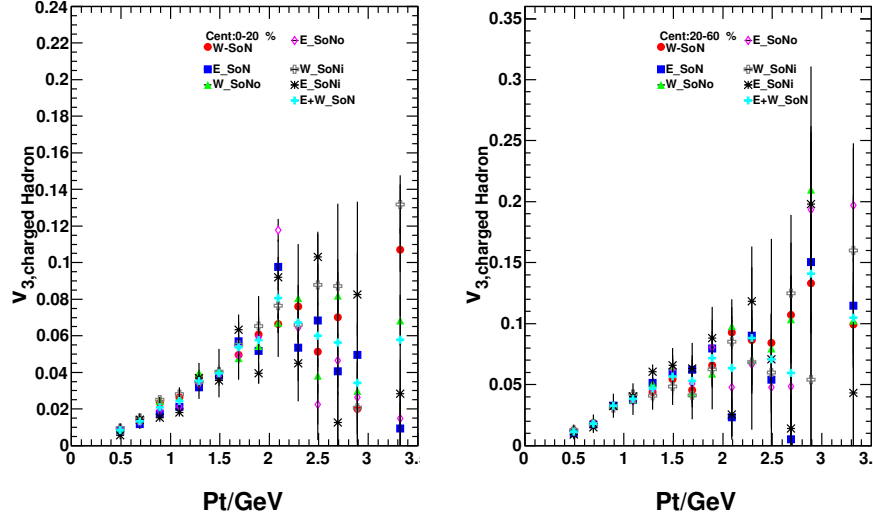 0.24
0.22
0.2
0.18
0.16
0.14
0.12
0.1
0.08
0.06
0.04
0.02
0
v3,charged Hadron
Cent:0-20 %
W-SoN
E_SoN
W_SoNo
E_SoNo
W_SoNi
E_SoNi
E+W_SoN
0 0.5 1 1.5 2 2.5 3 3.
Pt/GeV
0.35
0.3
0.25
0.2
0.15
0.1
0.05
0
v3,charged Hadron
Cent:20-60 %
W-SoN
E_SoN
W_SoNo
E_SoNo
W_SoNi
E_SoNi
E+W_SoN
0 0.5 1 1.5 2 2.5 3 3.
Pt/GeV